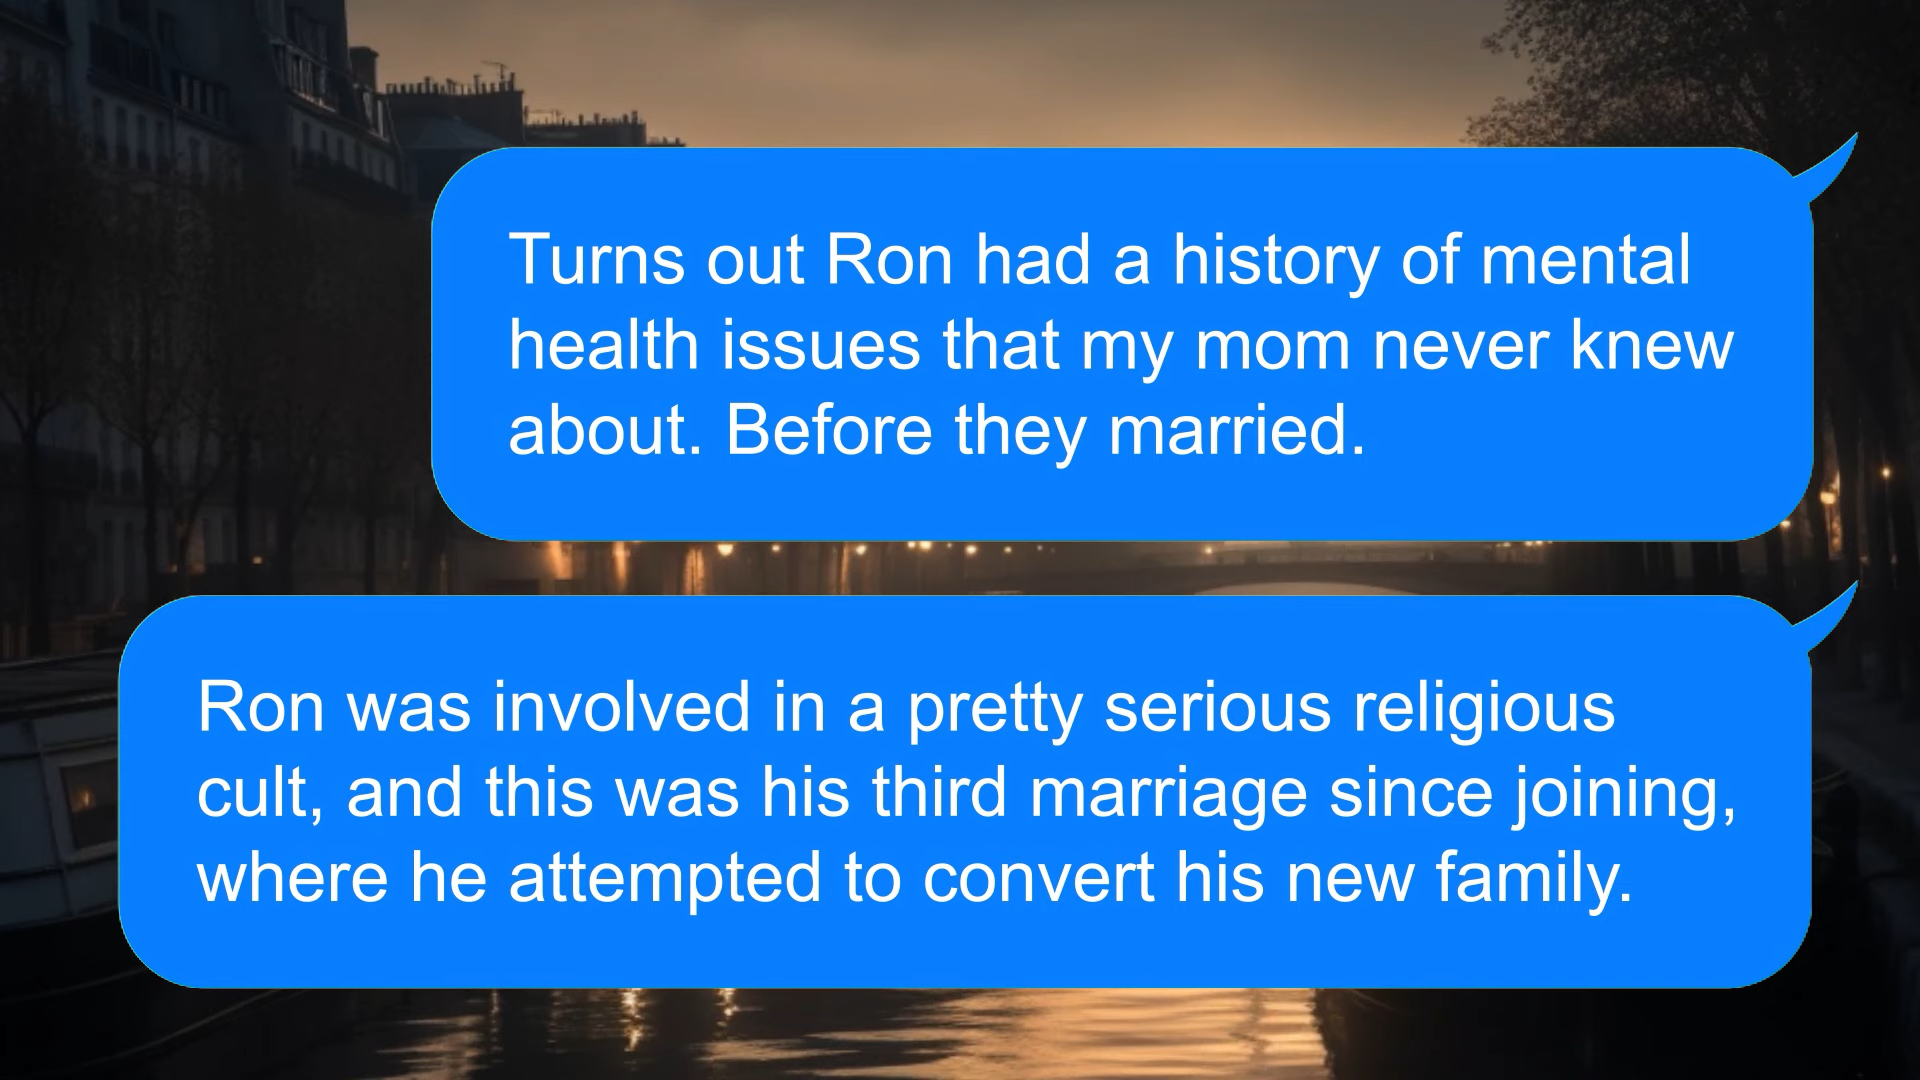 Turns out Ron had a history of mental
health issues that my mom never knew
about. Before they married.
Ron was involved in a pretty serious religious
cult, and this was his third marriage since joining,
where he attempted to convert his new family.